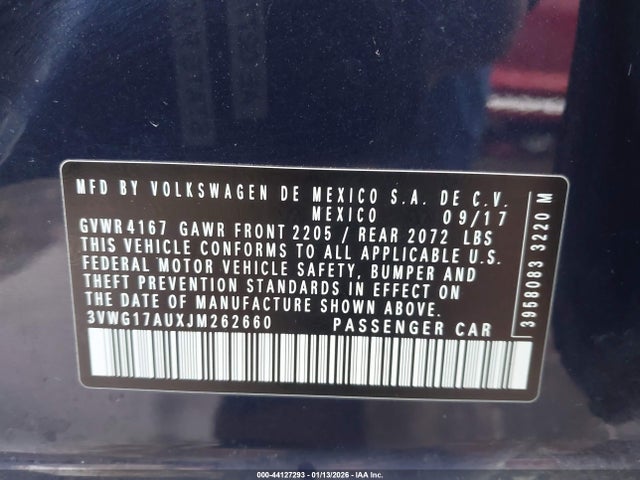 MFD BY VOLKSWAGEN DE MEXICO S.A. DE C.V.
MEXICO 09/17
GVWR 4167 GAWR FRONT 2205 / REAR 2072 LBS
THIS VEHICLE CONFORMS TO ALL APPLICABLE U.S.
FEDERAL MOTOR VEHICLE SAFETY, BUMPER AND
THEFT PREVENTION STANDARDS IN EFFECT ON
THE DATE OF MANUFACTURE SHOWN ABOVE.
3VWG17AUXJM262660 PASSENGER CAR
3958083 3220 M
000-44127293 - 01/13/2026 - IAA Inc.